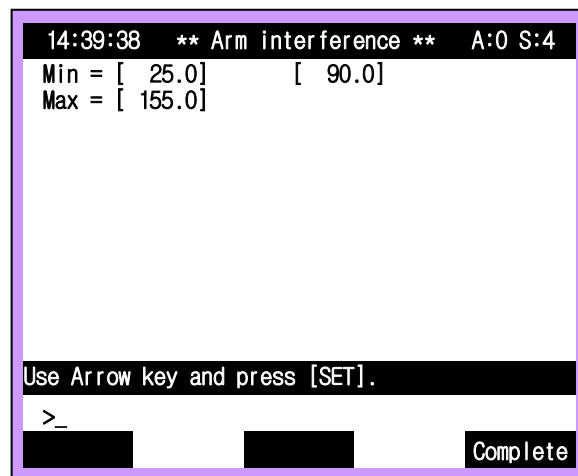 14:39:38 ** Arm interference ** A:0 S:4
Min = [ 25.0] [ 90.0]
Max = [ 155.0]
Use Arrow key and press [SET].
>_
Complete